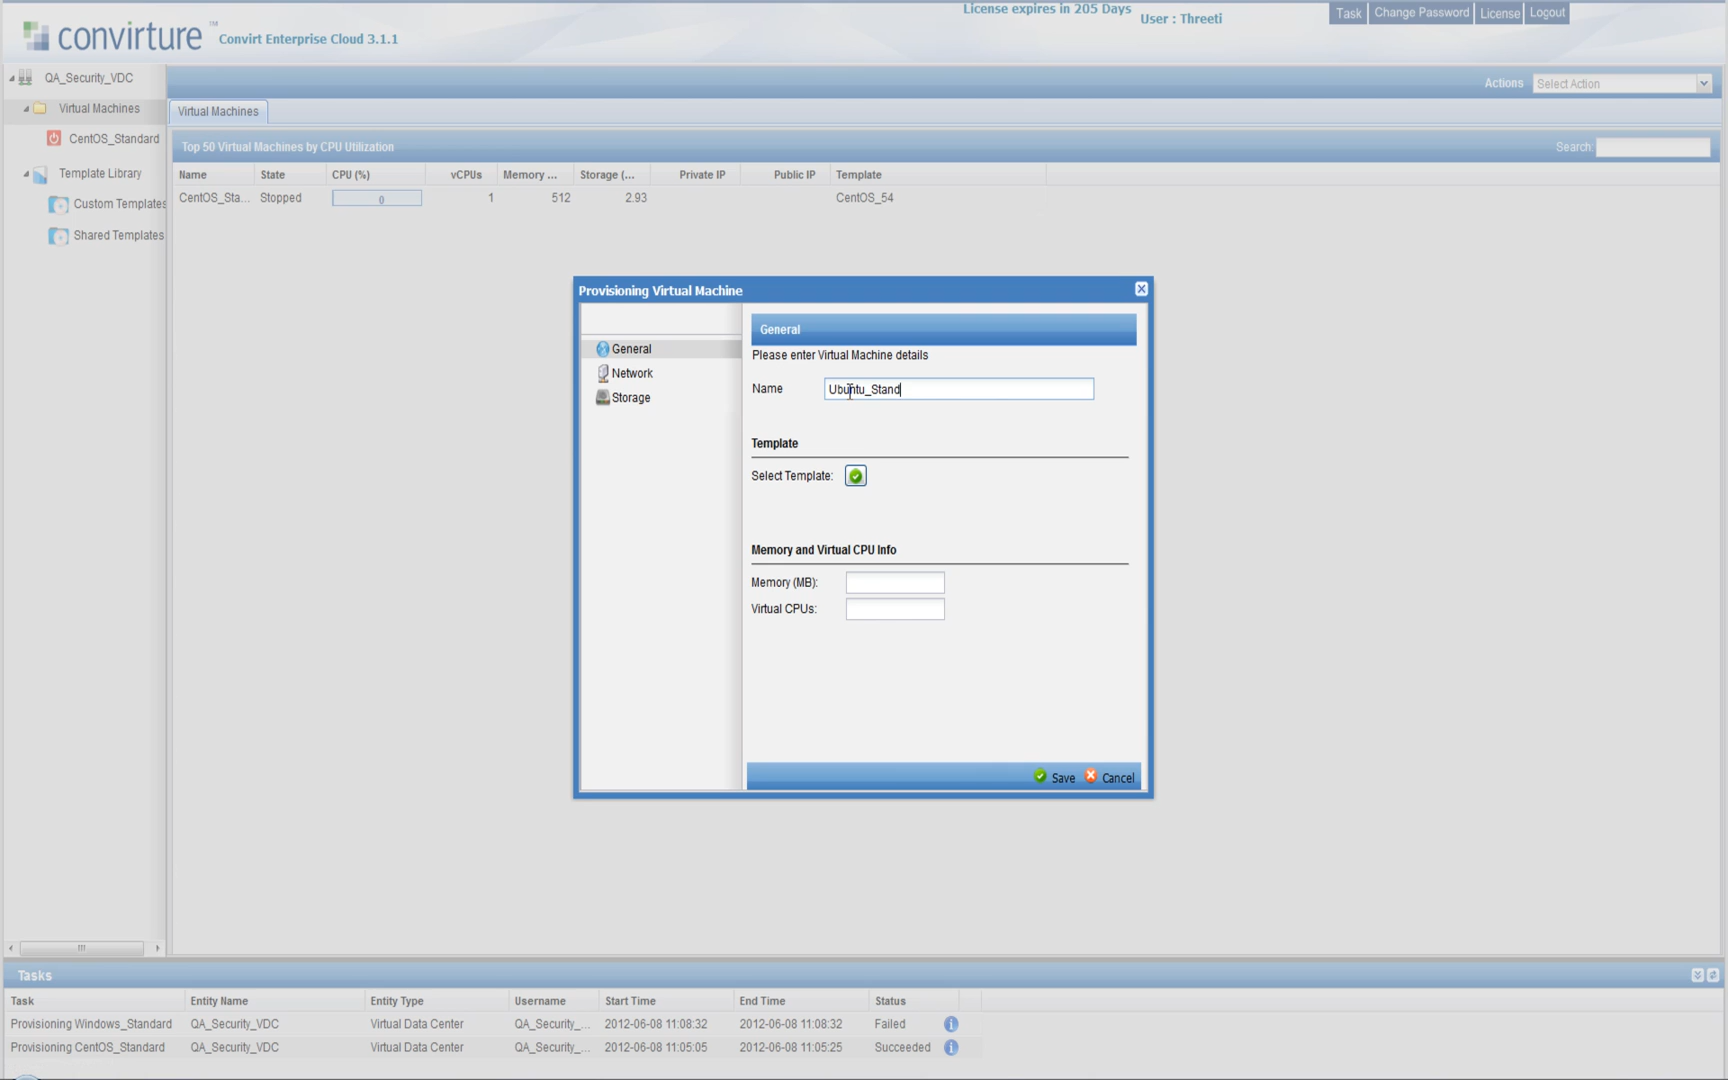 convirture™ Convirt Enterprise Cloud 3.1.1
License expires in 205 Days
User : Threeti
Task Change Password License Logout
QA_Security_VDC
Virtual Machines
CentOS_Standard
Template Library
Custom Templates
Shared Templates
Actions Select Action
Virtual Machines
Top 50 Virtual Machines by CPU Utilization
Search:
Name State CPU (%) vCPUs Memory ... Storage (... Private IP Public IP Template
CentOS_Sta... Stopped 0 1 512 2.93 CentOS_54
Provisioning Virtual Machine
General
Network
Storage
General
Please enter Virtual Machine details
Name Ubuntu_Stand
Template
Select Template:
Memory and Virtual CPU Info
Memory (MB):
Virtual CPUs:
Save Cancel
Tasks
Task Entity Name Entity Type Username Start Time End Time Status
Provisioning Windows_Standard QA_Security_VDC Virtual Data Center QA_Security_... 2012-06-08 11:08:32 2012-06-08 11:08:32 Failed
Provisioning CentOS_Standard QA_Security_VDC Virtual Data Center QA_Security_... 2012-06-08 11:05:05 2012-06-08 11:05:25 Succeeded